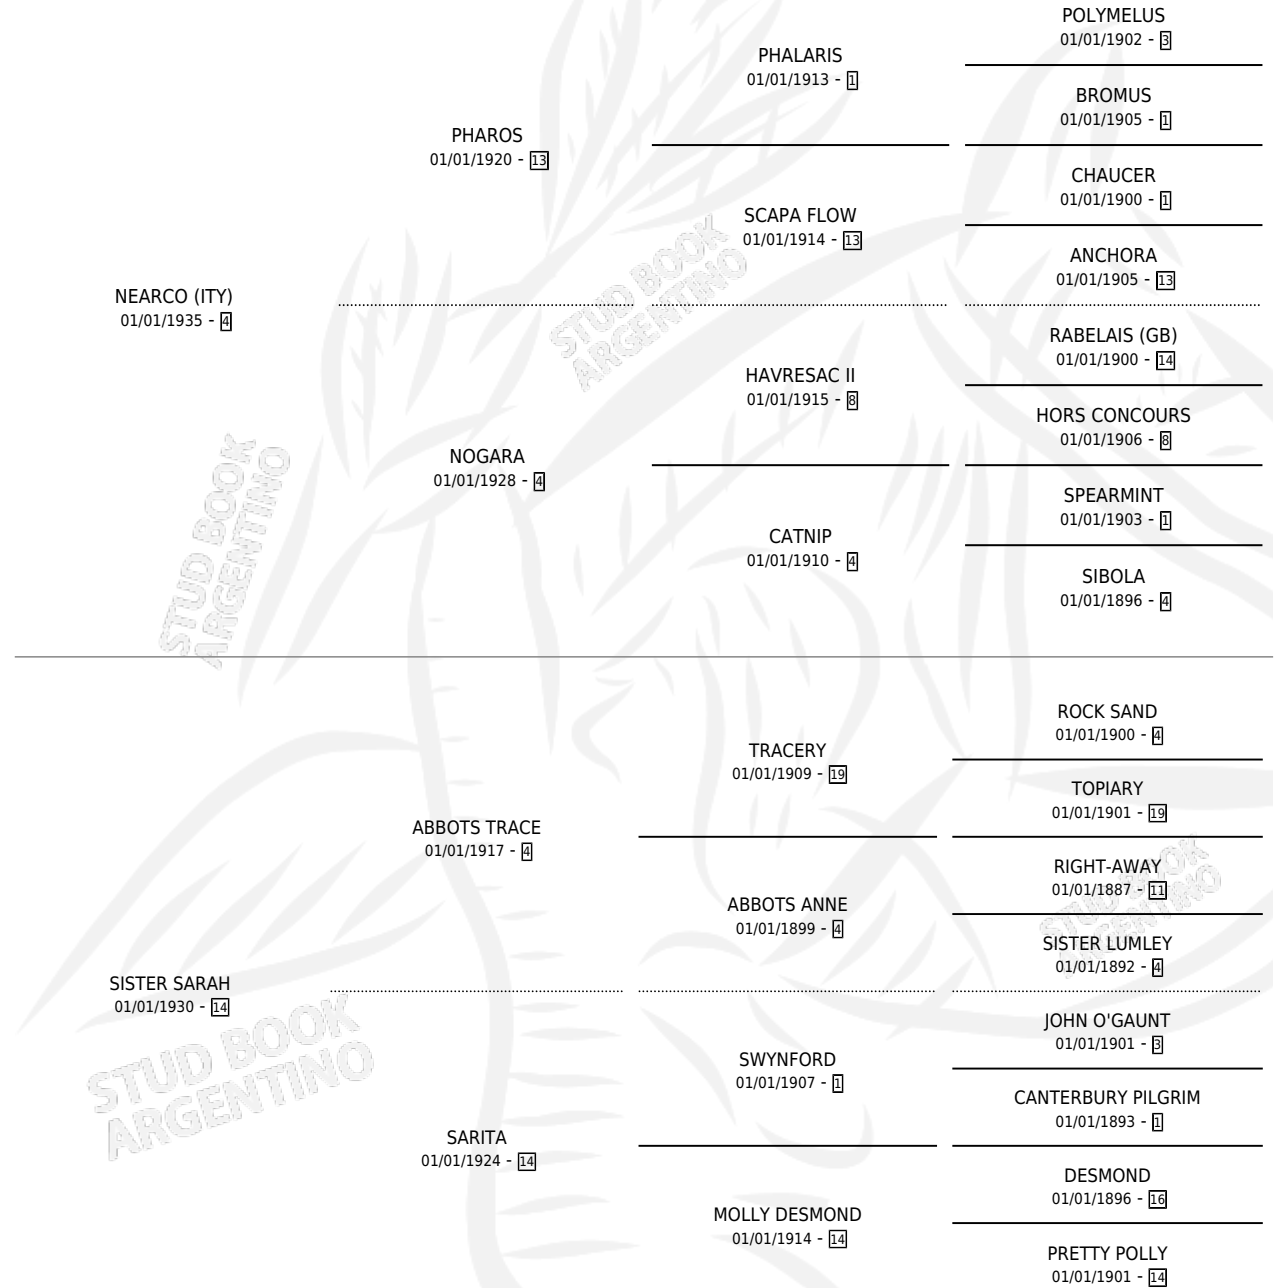 POLYMELUS
01/01/1902 - 3
PHALARIS
01/01/1913 - 1
BROMUS
01/01/1905 - 1
PHAROS
01/01/1920 - 13
CHAUCER
01/01/1900 - 1
SCAPA FLOW
01/01/1914 - 13
ANCHORA
01/01/1905 - 13
NEARCO (ITY)
01/01/1935 - 4
RABELAIS (GB)
01/01/1900 - 14
HAVRESAC II
01/01/1915 - 8
HORS CONCOURS
01/01/1906 - 8
NOGARA
01/01/1928 - 4
SPEARMINT
01/01/1903 - 1
CATNIP
01/01/1910 - 4
SIBOLA
01/01/1896 - 4
ROCK SAND
01/01/1900 - 4
TRACERY
01/01/1909 - 19
TOPIARY
01/01/1901 - 19
ABBOTS TRACE
01/01/1917 - 4
RIGHT-AWAY
01/01/1887 - 11
ABBOTS ANNE
01/01/1899 - 4
SISTER LUMLEY
01/01/1892 - 4
SISTER SARAH
01/01/1930 - 14
JOHN O'GAUNT
01/01/1901 - 3
SWYNFORD
01/01/1907 - 1
CANTERBURY PILGRIM
01/01/1893 - 1
SARITA
01/01/1924 - 14
DESMOND
01/01/1896 - 16
MOLLY DESMOND
01/01/1914 - 14
PRETTY POLLY
01/01/1901 - 14
STUD BOOK
ARGENTINO
STUD BOOK
ARGENTINO
STUD BOOK
ARGENTINO
STUD BOOK
ARGENTINO